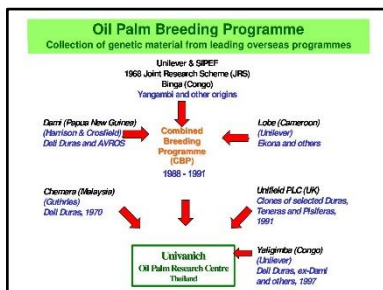 Oil Palm Breeding Programme
Collection of genetic material from leading overseas programmes
Unilever & SIPEF
1968 Joint Research Scheme (JRS)
Binga (Congo)
Yangambi and other origins
Dami (Papua New Guinea)
(Harrison & Crosfield)
Deli Duras and AVROS
Combined
Breeding
Programme
(CBP)
1988 - 1991
Lobe (Cameroon)
(Unilever)
Ekona and others
Chemara (Malaysia)
(Guthries)
Deli Duras, 1970
Unifield PLC (UK)
Clones of selected Duras,
Teneras and Pisiferas,
1991
Univanich
Oil Palm Research Centre
Thailand
Yaligimba (Congo)
(Unilever)
Deli Duras, ex-Dami
and others, 1997